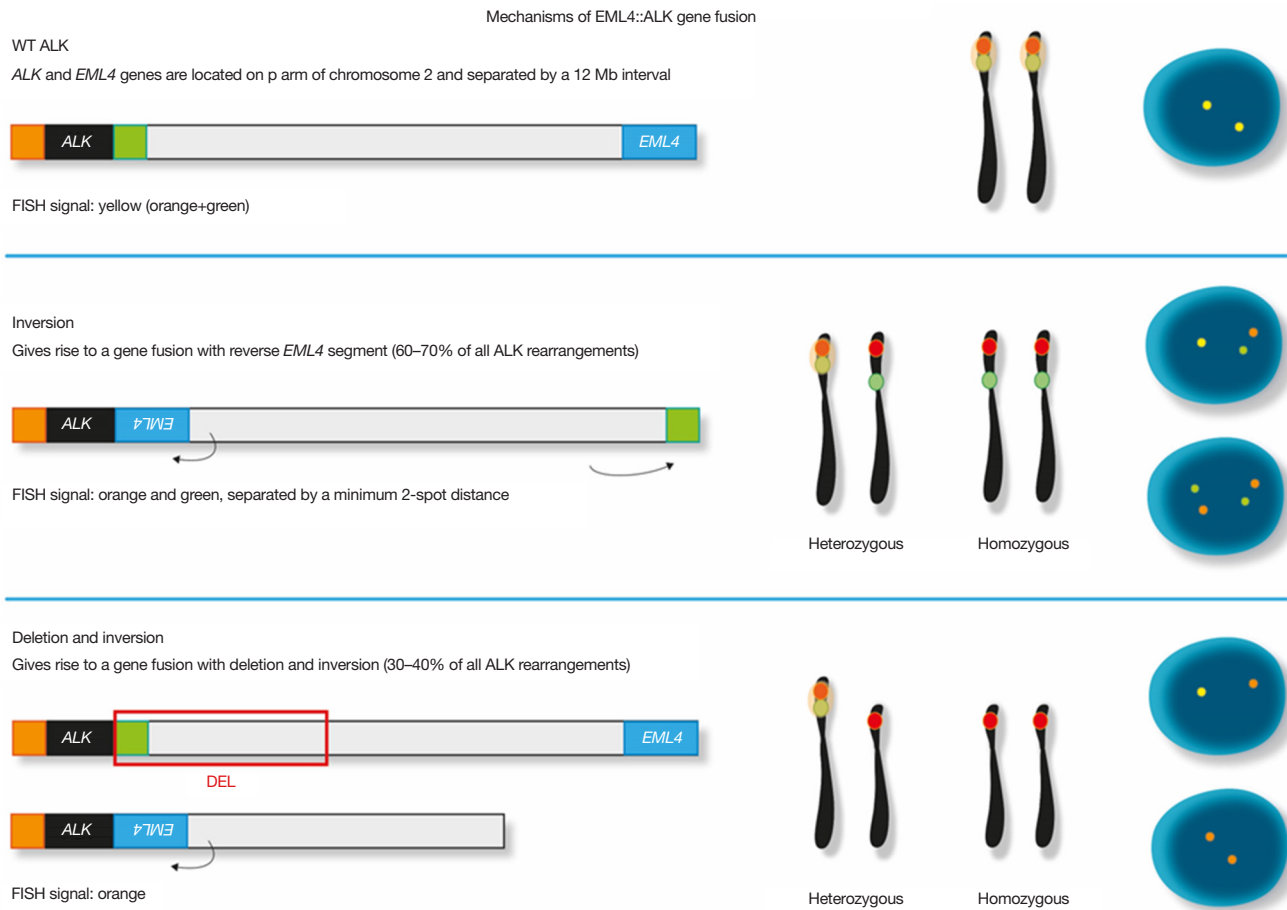 Mechanisms of EML4::ALK gene fusion
WT ALK
ALK and EML4 genes are located on p arm of chromosome 2 and separated by a 12 Mb interval
ALK
EML4
FISH signal: yellow (orange+green)
Inversion
Gives rise to a gene fusion with reverse EML4 segment (60–70% of all ALK rearrangements)
ALK
EML4
FISH signal: orange and green, separated by a minimum 2-spot distance
Heterozygous
Homozygous
Deletion and inversion
Gives rise to a gene fusion with deletion and inversion (30–40% of all ALK rearrangements)
ALK
EML4
DEL
ALK
EML4
FISH signal: orange
Heterozygous
Homozygous